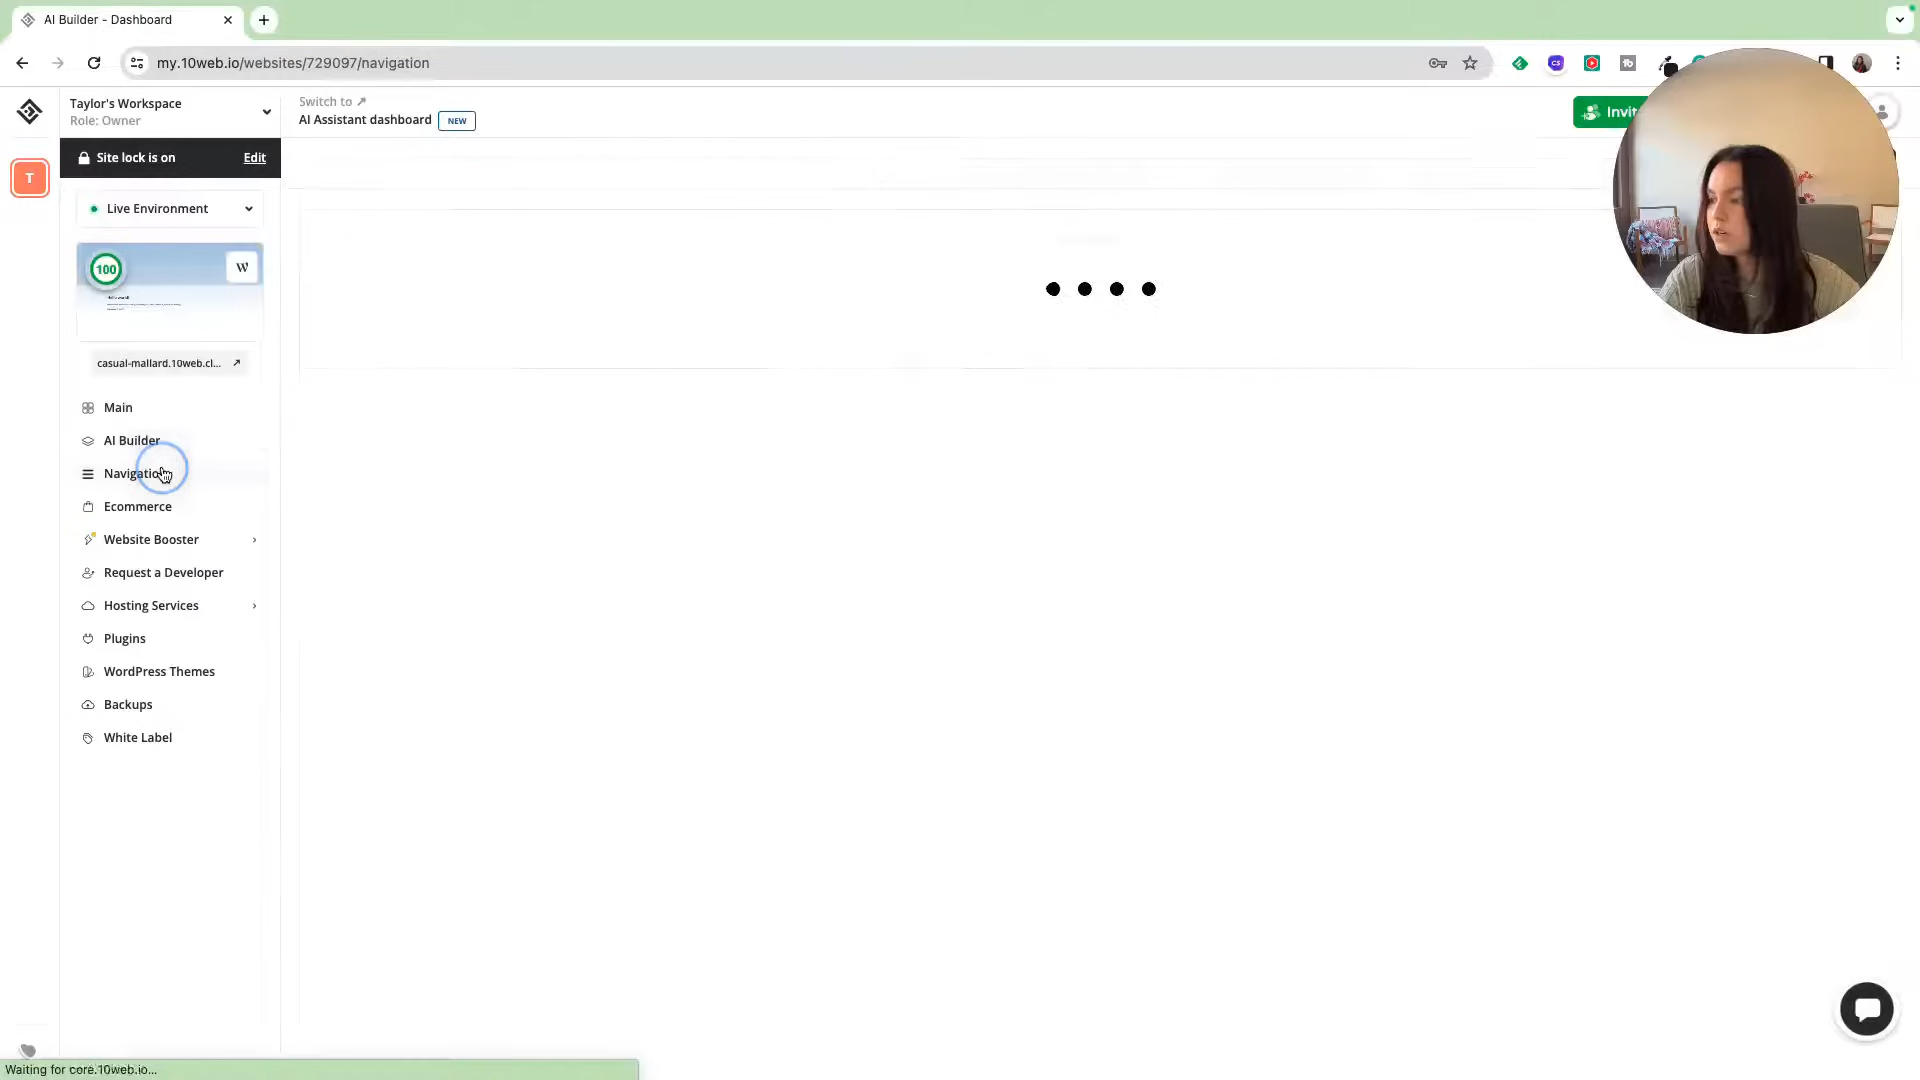 AI Builder - Dashboard
my.10web.io/websites/729097/navigation
Taylor's Workspace
Role: Owner
Switch to
AI Assistant dashboard NEW
Invit
Site lock is on Edit
T
Live Environment
100
W
Hello world!
casual-mallard.10web.cl...
Main
AI Builder
Navigation
Ecommerce
Website Booster
Request a Developer
Hosting Services
Plugins
WordPress Themes
Backups
White Label
Waiting for core.10web.io...